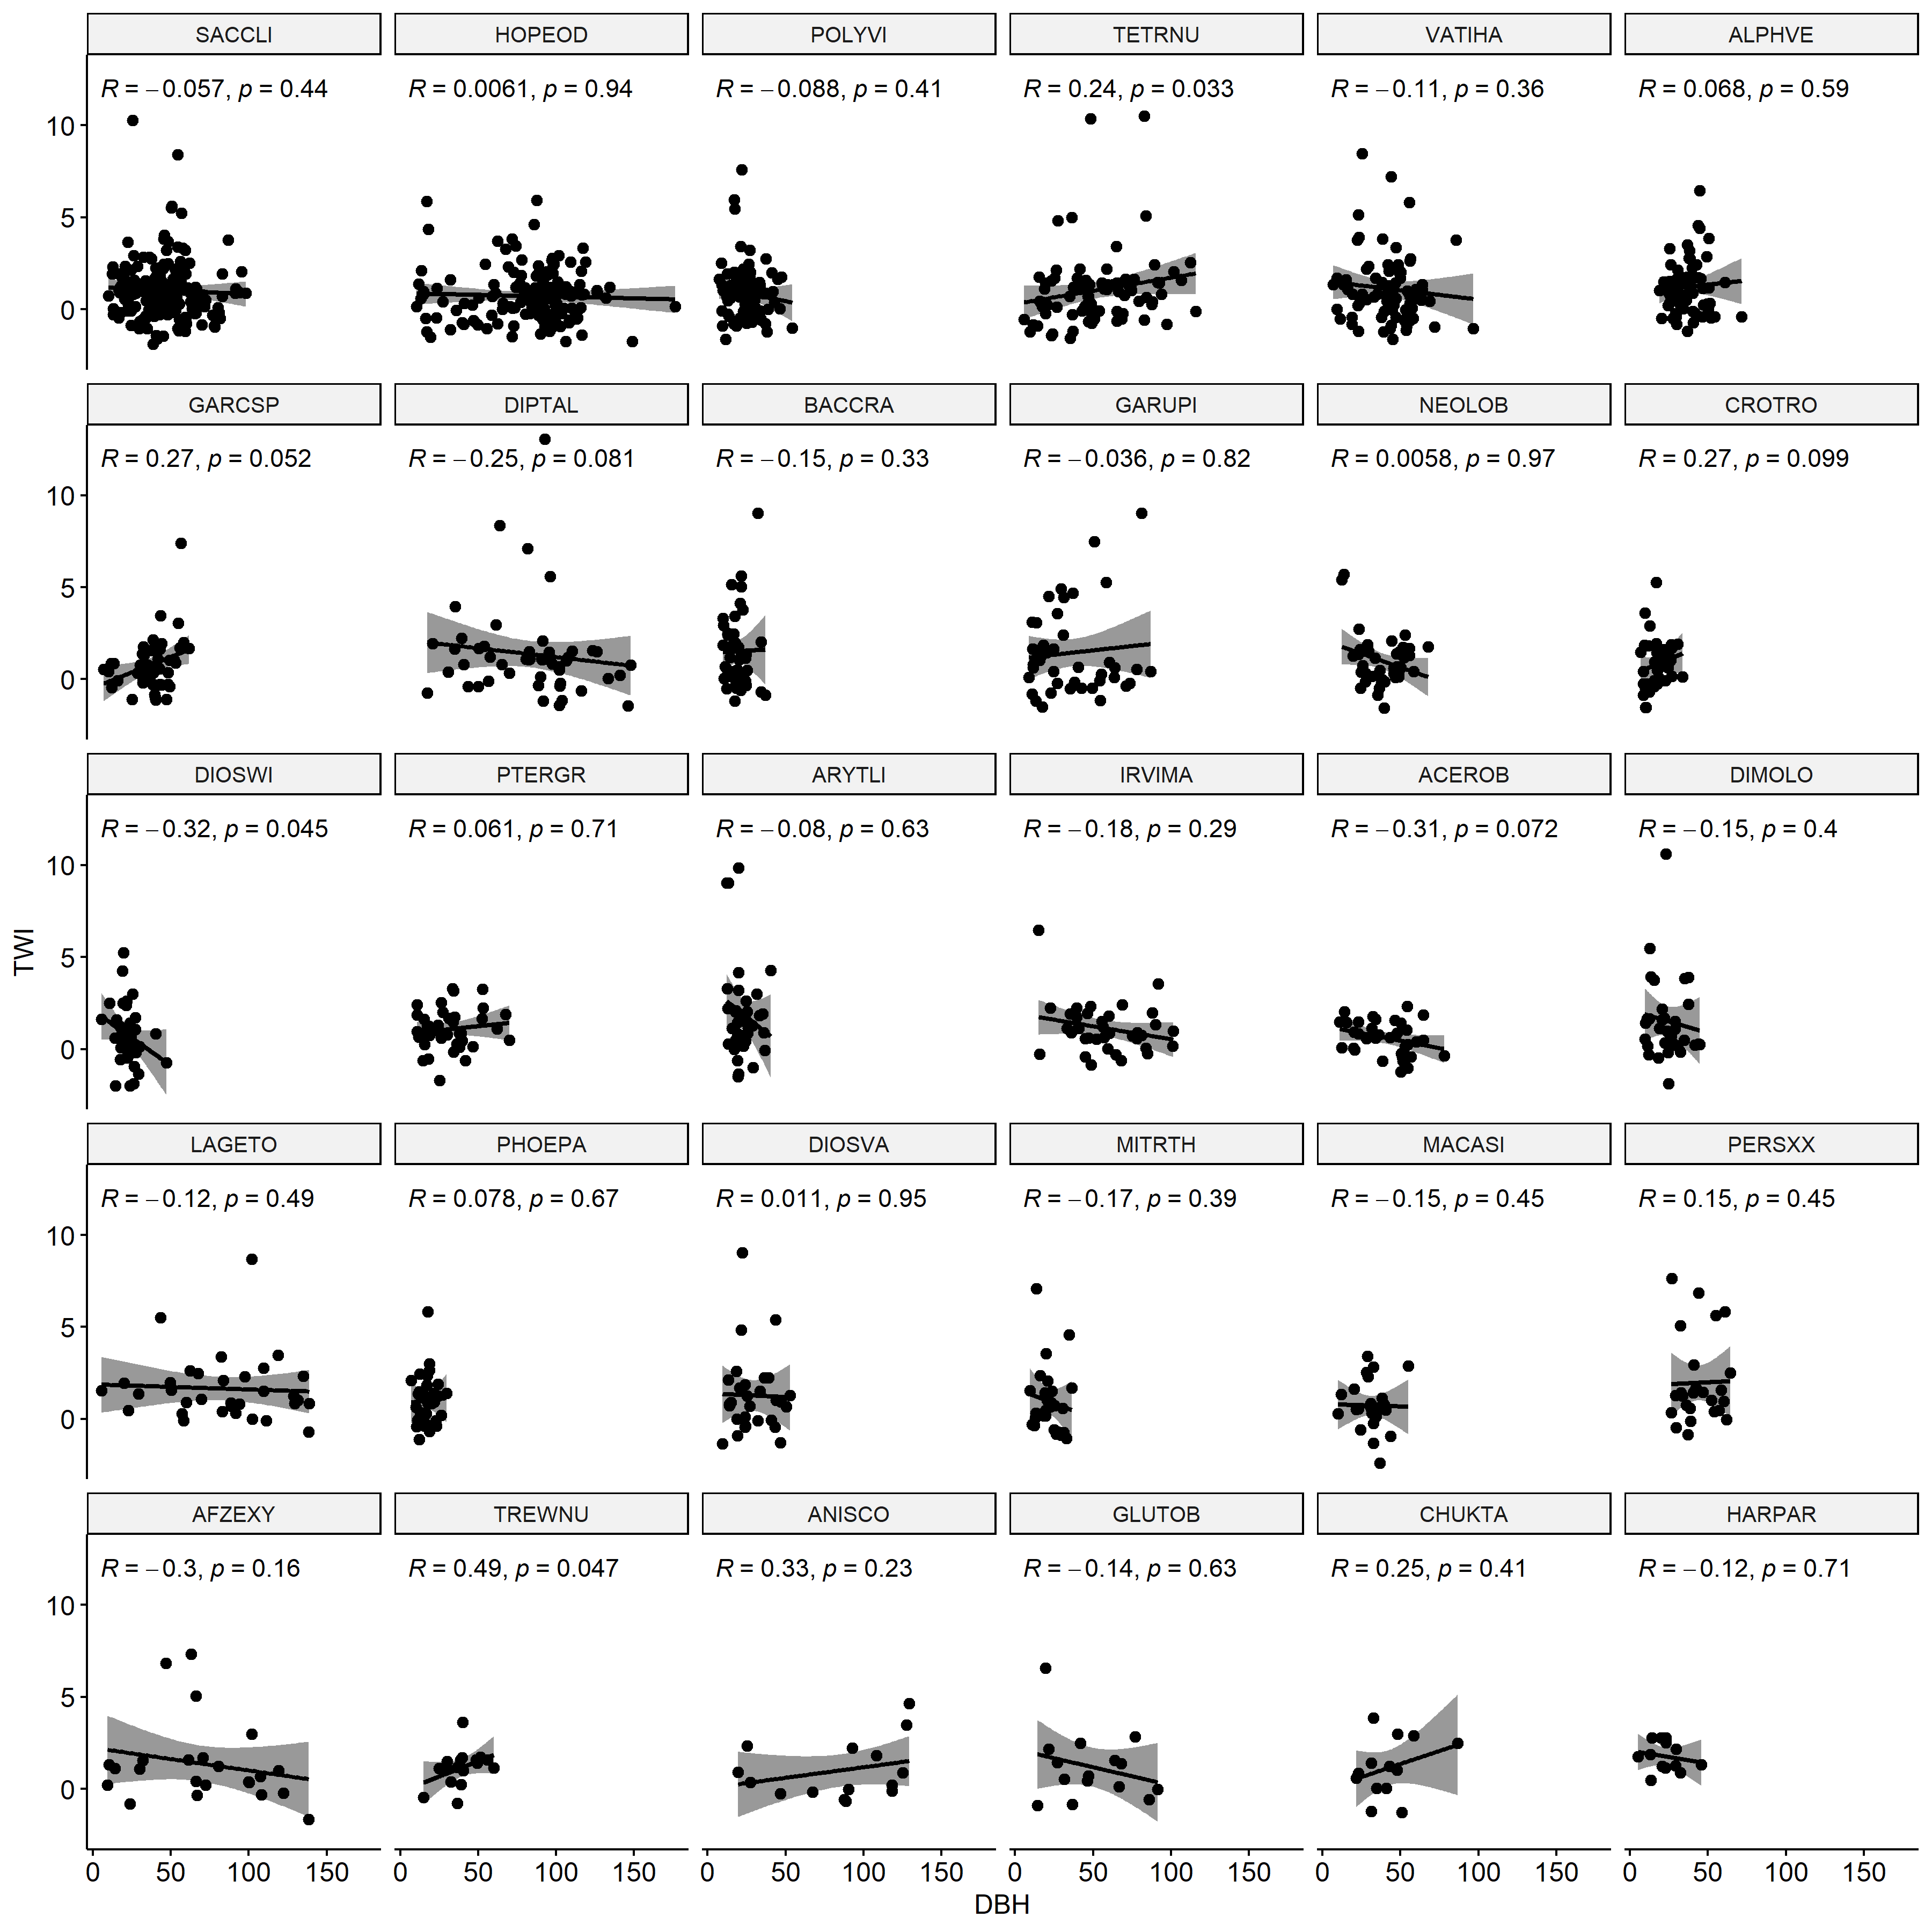 SACCLI HOPEOD POLYVI TETRNU VATIHA ALPHVE
R = −0.057, p = 0.44 R = 0.0061, p = 0.94 R = −0.088, p = 0.41 R = 0.24, p = 0.033 R = −0.11, p = 0.36 R = 0.068, p = 0.59
10
5
0
GARCSP DIPTAL BACCRA GARUPI NEOLOB CROTRO
R = 0.27, p = 0.052 R = −0.25, p = 0.081 R = −0.15, p = 0.33 R = −0.036, p = 0.82 R = 0.0058, p = 0.97 R = 0.27, p = 0.099
10
5
0
DIOSWI PTERGR ARYTLI IRVIMA ACEROB DIMOLO
R = −0.32, p = 0.045 R = 0.061, p = 0.71 R = −0.08, p = 0.63 R = −0.18, p = 0.29 R = −0.31, p = 0.072 R = −0.15, p = 0.4
10
5
0
TWI
LAGETO PHOEPA DIOSVA MITRTH MACASI PERSXX
R = −0.12, p = 0.49 R = 0.078, p = 0.67 R = 0.011, p = 0.95 R = −0.17, p = 0.39 R = −0.15, p = 0.45 R = 0.15, p = 0.45
10
5
0
AFZEXY TREWNU ANISCO GLUTOB CHUKTA HARPAR
R = −0.3, p = 0.16 R = 0.49, p = 0.047 R = 0.33, p = 0.23 R = −0.14, p = 0.63 R = 0.25, p = 0.41 R = −0.12, p = 0.71
10
5
0
0 50 100 150 0 50 100 150 0 50 100 150 0 50 100 150 0 50 100 150 0 50 100 150
DBH